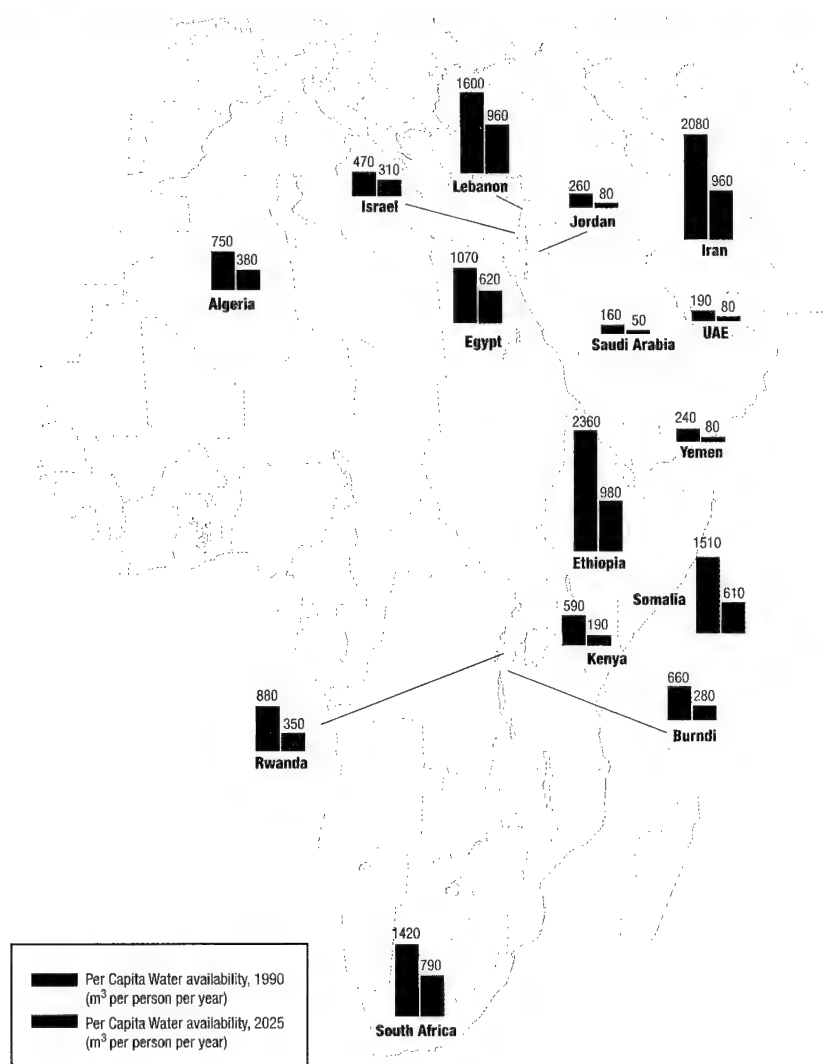 1600
960
Lebanon
470 310
Israel
260
80
Jordan
2080
960
Iran
750
380
Algeria
1070
620
Egypt
160
50
Saudi Arabia
190
80
UAE
240
80
Yemen
2360
980
Ethiopia
1510
610
Somalia
590
190
Kenya
660
280
Burndi
880
350
Rwanda
1420
790
South Africa
Per Capita Water availability, 1990
(m³ per person per year)
Per Capita Water availability, 2025
(m³ per person per year)